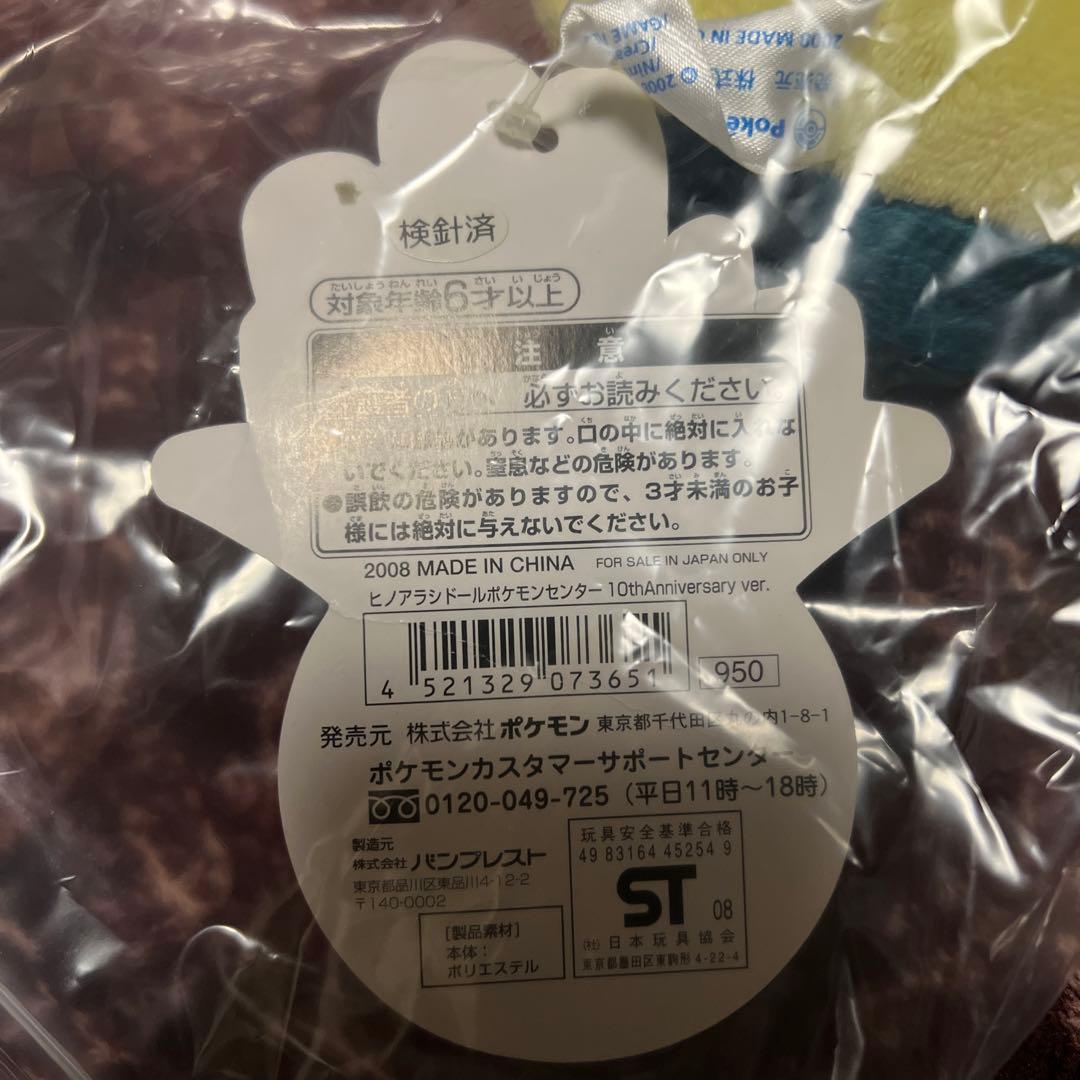 検針済
たいしょうねんれい さいいじょう
対象年齢6才以上
注意
必ずお読みください。
があります。口の中に絶対に入れな
いでください。窒息などの危険があります。
●誤飲の危険がありますので、3才未満のお子
様には絶対に与えないでください。
2008 MADE IN CHINA FOR SALE IN JAPAN ONLY
ヒノアラシドールポケモンセンター 10thAnniversary ver.
4 521329 073651
950
発売元 株式会社 ポケモン 東京都千代田区丸の内1-8-1
ポケモンカスタマーサポートセンター
0120-049-725 (平日11時〜18時)
製造元
株式会社 バンプレスト
東京都品川区東品川4-12-2
〒140-0002
[製品素材]
本体:
ポリエステル
玩具安全基準合格
49 83164 45254 9
ST 08
(社)日本玩具協会
東京都墨田区東駒形4-22-4
Poke
発売元 株式
MADE IN